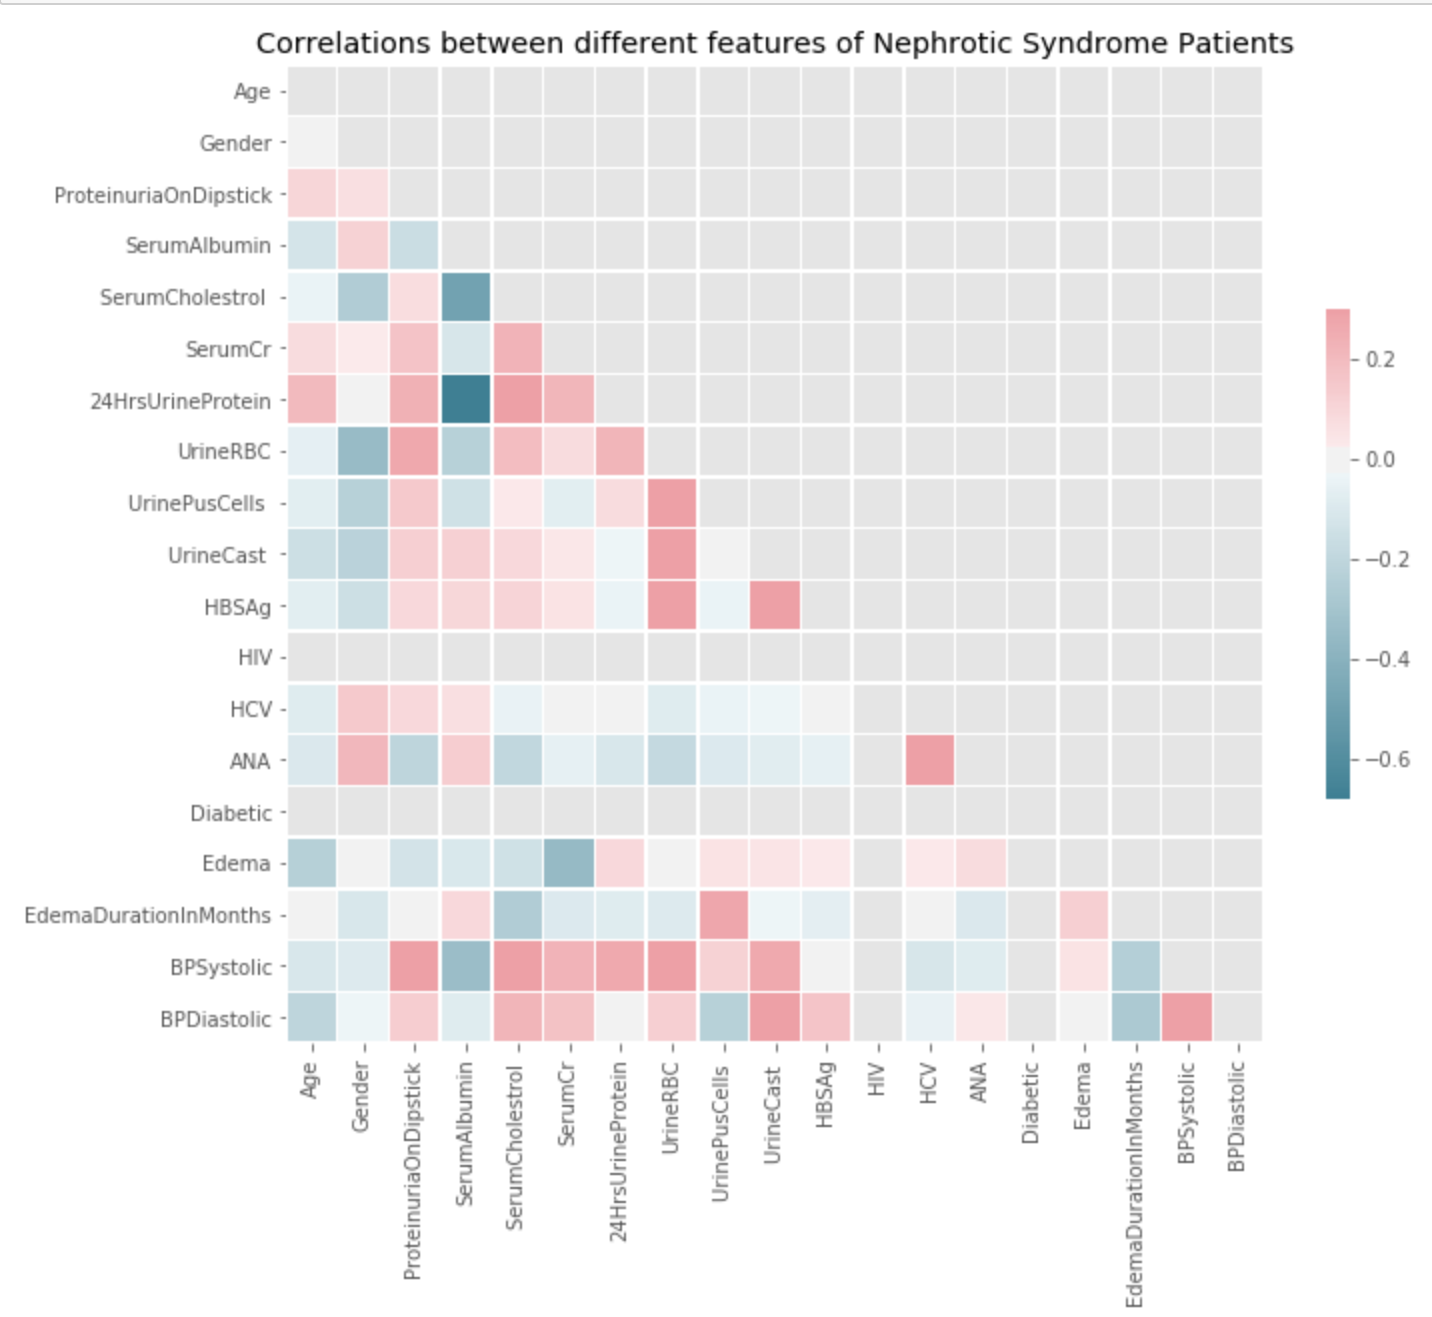 Correlations between different features of Nephrotic Syndrome Patients
Age
Gender
ProteinuriaOnDipstick
SerumAlbumin
SerumCholestrol
SerumCr
24HrsUrineProtein
UrineRBC
UrinePusCells
UrineCast
HBSAg
HIV
HCV
ANA
Diabetic
Edema
EdemaDurationInMonths
BPSystolic
BPDiastolic
Age
Gender
ProteinuriaOnDipstick
SerumAlbumin
SerumCholestrol
SerumCr
24HrsUrineProtein
UrineRBC
UrinePusCells
UrineCast
HBSAg
HIV
HCV
ANA
Diabetic
Edema
EdemaDurationInMonths
BPSystolic
BPDiastolic
0.2
0.0
−0.2
−0.4
−0.6